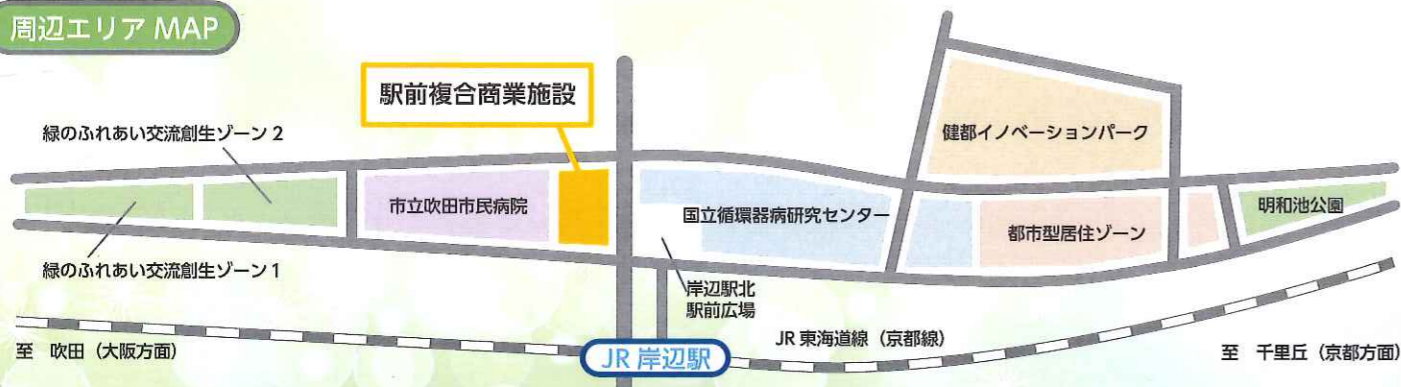 周辺エリア MAP
駅前複合商業施設
緑のふれあい交流創生ゾーン 2
健都イノベーションパーク
市立吹田市民病院
国立循環器病研究センター
都市型居住ゾーン
明和池公園
緑のふれあい交流創生ゾーン 1
岸辺駅北
駅前広場
JR 東海道線（京都線）
至 吹田（大阪方面）
JR 岸辺駅
至 千里丘（京都方面）